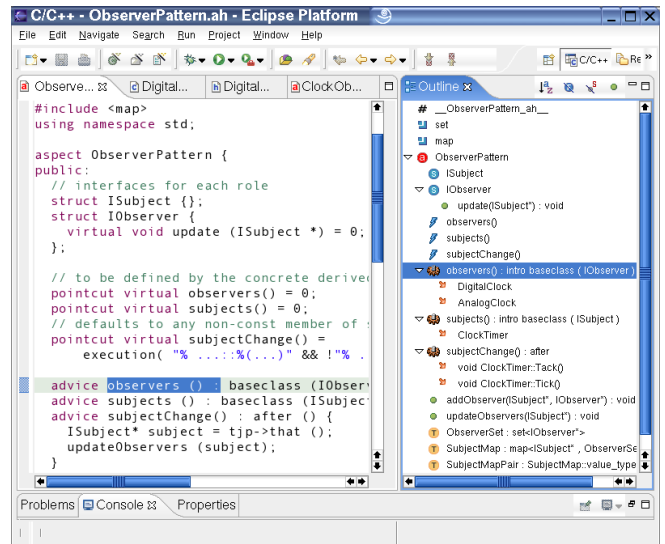 C/C++ - ObserverPattern.ah - Eclipse Platform
File Edit Navigate Search Run Project Window Help
C/C++ Re »
Observe... Digital... Digital... ClockOb...
#include <map>
using namespace std;
aspect ObserverPattern {
public:
// interfaces for each role
struct ISubject {};
struct IObserver {
virtual void update (ISubject *) = 0;
};
// to be defined by the concrete derived
pointcut virtual observers() = 0;
pointcut virtual subjects() = 0;
// defaults to any non-const member of s
pointcut virtual subjectChange() =
execution( "% ...::%(...)" && !"% .
advice observers () : baseclass (IObserv
advice subjects () : baseclass (ISubject
advice subjectChange() : after () {
ISubject* subject = tjp->that ();
updateObservers (subject);
}
Outline
# __ObserverPattern_ah__
set
map
ObserverPattern
ISubject
IObserver
update(ISubject*) : void
observers()
subjects()
subjectChange()
observers() : intro baseclass ( IObserver )
DigitalClock
AnalogClock
subjects() : intro baseclass ( ISubject )
ClockTimer
subjectChange() : after
void ClockTimer::Tack()
void ClockTimer::Tick()
addObserver(ISubject*, IObserver*) : void
updateObservers(ISubject*) : void
ObserverSet : set<IObserver*>
SubjectMap : map<ISubject* , ObserverSe
SubjectMapPair : SubjectMap::value_type
Problems Console Properties